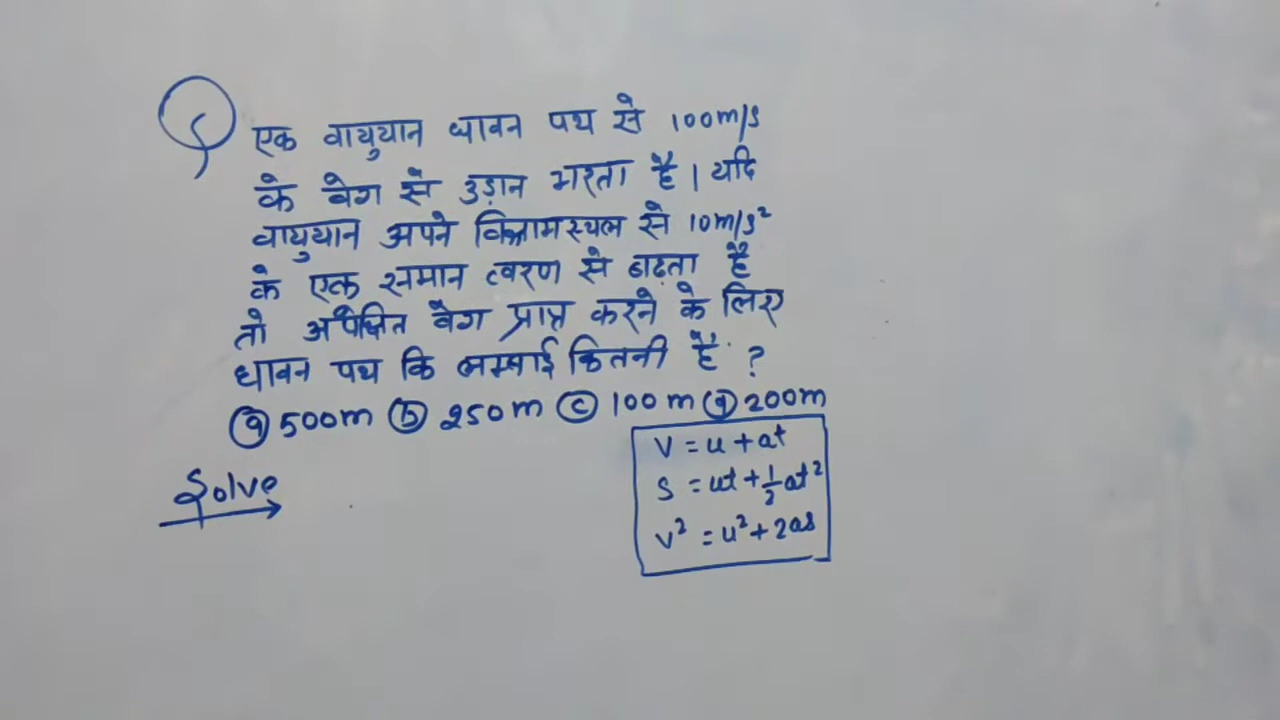 Q एक वायुयान धावन पथ से 100m/s
के वेग से उड़ान भरता है। यदि
वायुयान अपने विश्रामस्थल से 10m/s²
के एक समान त्वरण से बढ़ता है
तो अपेक्षित वेग प्राप्त करने के लिए
धावन पथ कि लम्बाई कितनी है ?
ⓐ 500m ⓑ 250m ⓒ 100m ⓓ 200m
V = u + at
S = ut + ½at²
V² = u² + 2as
Solve